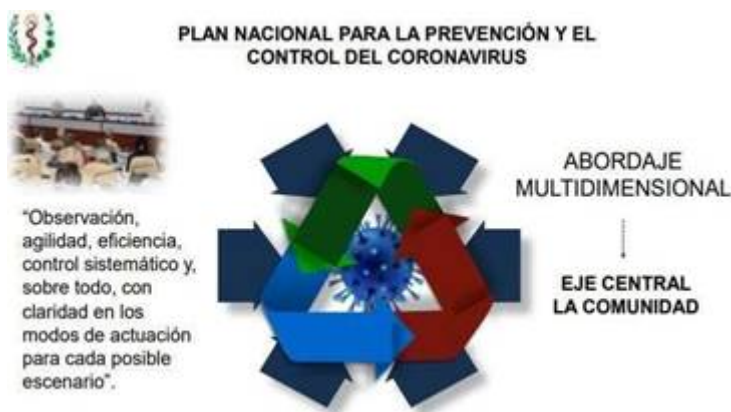 PLAN NACIONAL PARA LA PREVENCIÓN Y EL
CONTROL DEL CORONAVIRUS
“Observación,
agilidad, eficiencia,
control sistemático y,
sobre todo, con
claridad en los
modos de actuación
para cada posible
escenario”.
ABORDAJE
MULTIDIMENSIONAL
EJE CENTRAL
LA COMUNIDAD